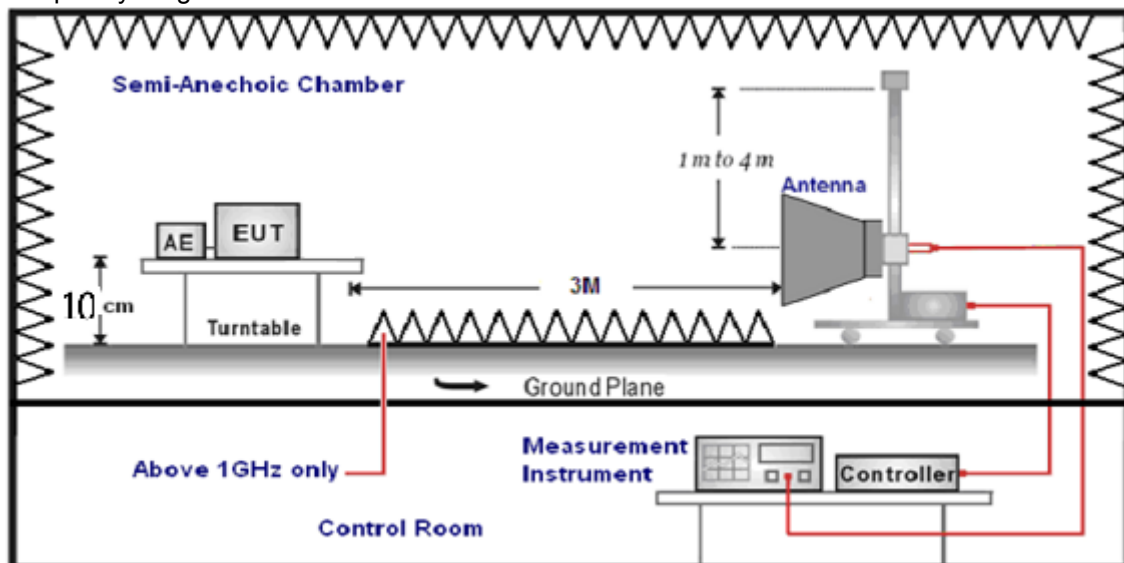 Semi-Anechoic Chamber
1 m to 4 m
Antenna
AE
EUT
10 cm
3M
Turntable
Ground Plane
Above 1GHz only
Measurement
Instrument
Controller
Control Room